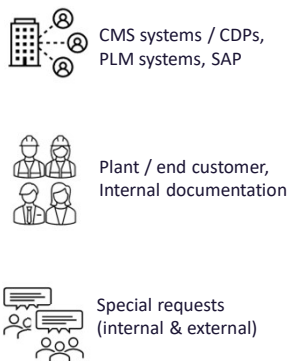 CMS systems / CDPs,
PLM systems, SAP
Plant / end customer,
Internal documentation
Special requests
(internal & external)